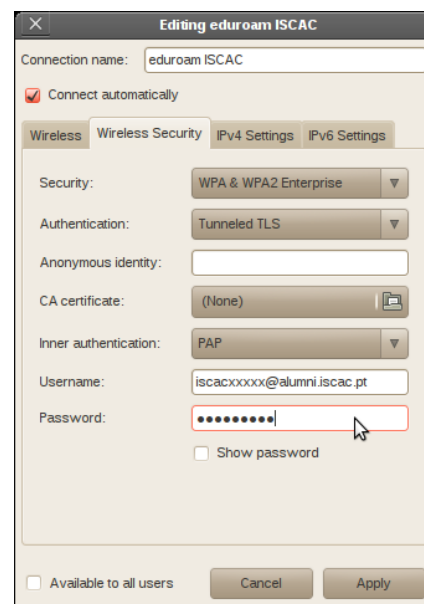 Editing eduroam ISCAC
Connection name: eduroam ISCAC
Connect automatically
Wireless Wireless Security IPv4 Settings IPv6 Settings
Security: WPA & WPA2 Enterprise
Authentication: Tunneled TLS
Anonymous identity:
CA certificate: (None)
Inner authentication: PAP
Username: iscacxxxxx@alumni.iscac.pt
Password: •••••••••
Show password
Available to all users Cancel Apply